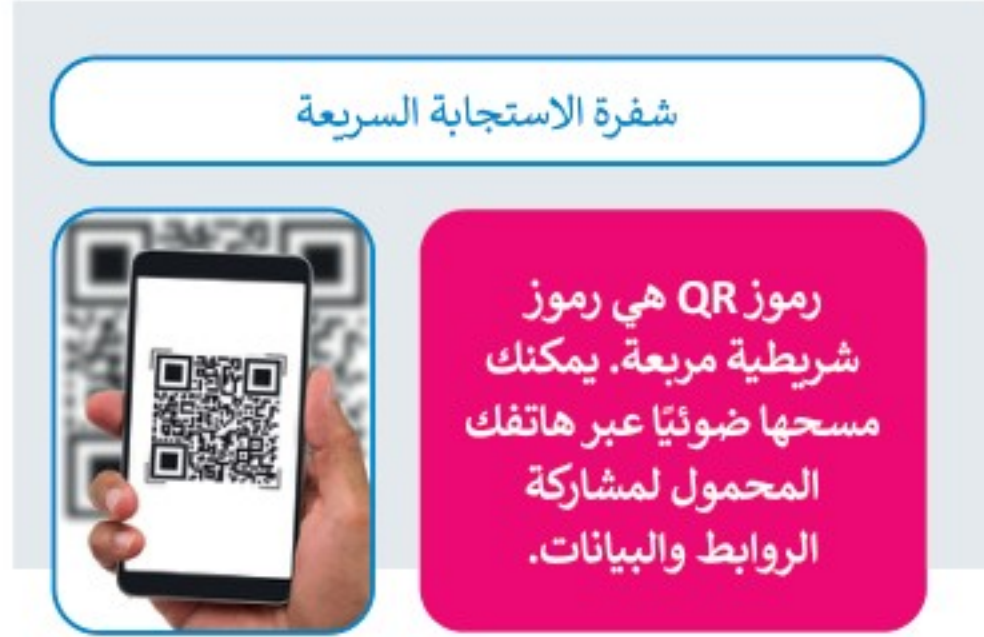 شفرة الاستجابة السريعة
رموز QR هي رموز
شريطية مربعة. يمكنك
مسحها ضوئيًا عبر هاتفك
المحمول لمشاركة
الروابط والبيانات.